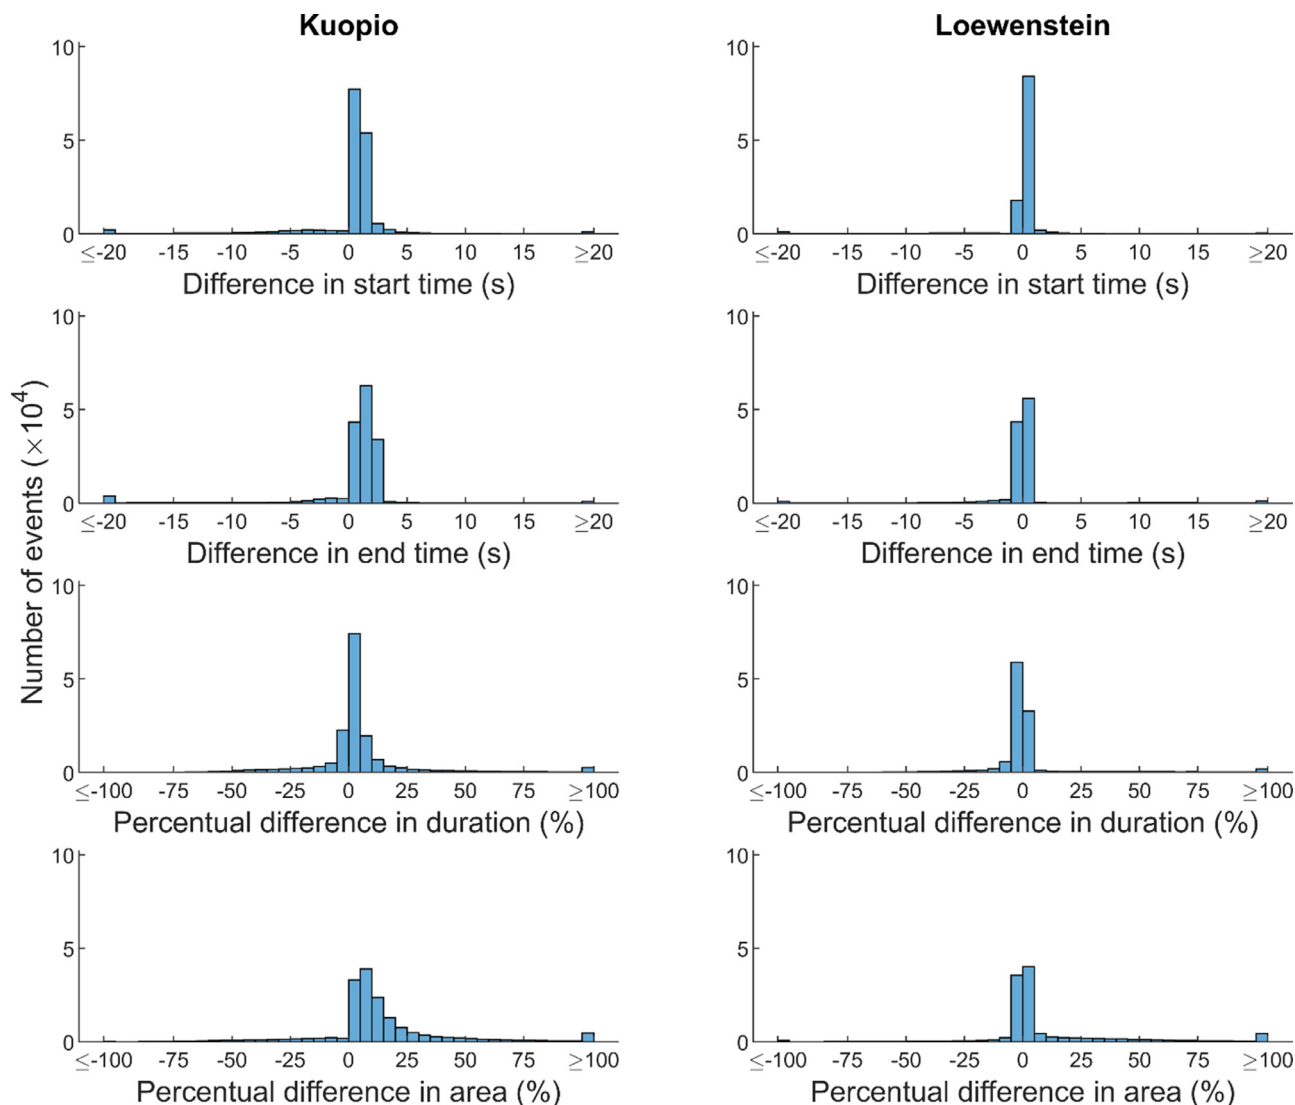 Kuopio
Loewenstein
Number of events (×10⁴)
10
5
0
≤-20 -15 -10 -5 0 5 10 15 ≥20
Difference in start time (s)
10
5
0
≤-20 -15 -10 -5 0 5 10 15 ≥20
Difference in start time (s)
10
5
0
≤-20 -15 -10 -5 0 5 10 15 ≥20
Difference in end time (s)
10
5
0
≤-20 -15 -10 -5 0 5 10 15 ≥20
Difference in end time (s)
10
5
0
≤-100 -75 -50 -25 0 25 50 75 ≥100
Percentual difference in duration (%)
10
5
0
≤-100 -75 -50 -25 0 25 50 75 ≥100
Percentual difference in duration (%)
10
5
0
≤-100 -75 -50 -25 0 25 50 75 ≥100
Percentual difference in area (%)
10
5
0
≤-100 -75 -50 -25 0 25 50 75 ≥100
Percentual difference in area (%)